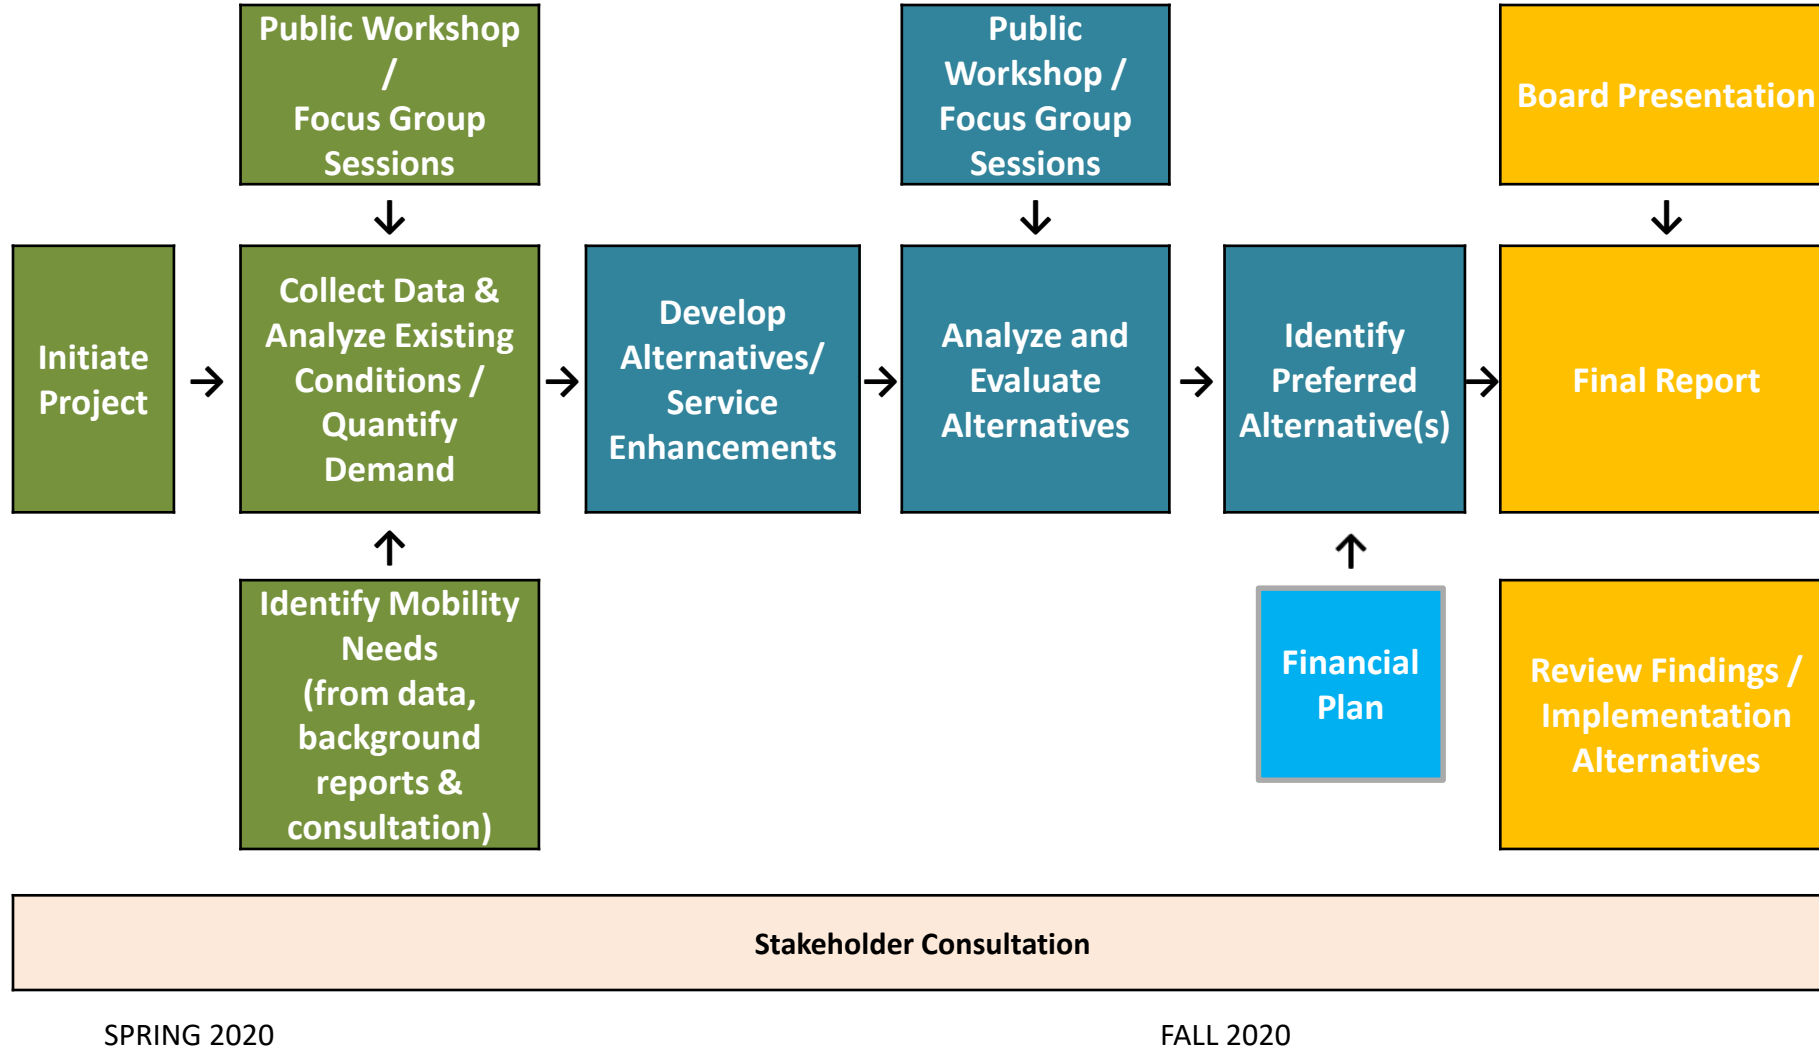 Public Workshop
/
Focus Group
Sessions
Public
Workshop /
Focus Group
Sessions
Board Presentation
Initiate
Project
Collect Data &
Analyze Existing
Conditions /
Quantify
Demand
Develop
Alternatives/
Service
Enhancements
Analyze and
Evaluate
Alternatives
Identify
Preferred
Alternative(s)
Final Report
Identify Mobility
Needs
(from data,
background
reports &
consultation)
Financial
Plan
Review Findings /
Implementation
Alternatives
Stakeholder Consultation
SPRING 2020
FALL 2020